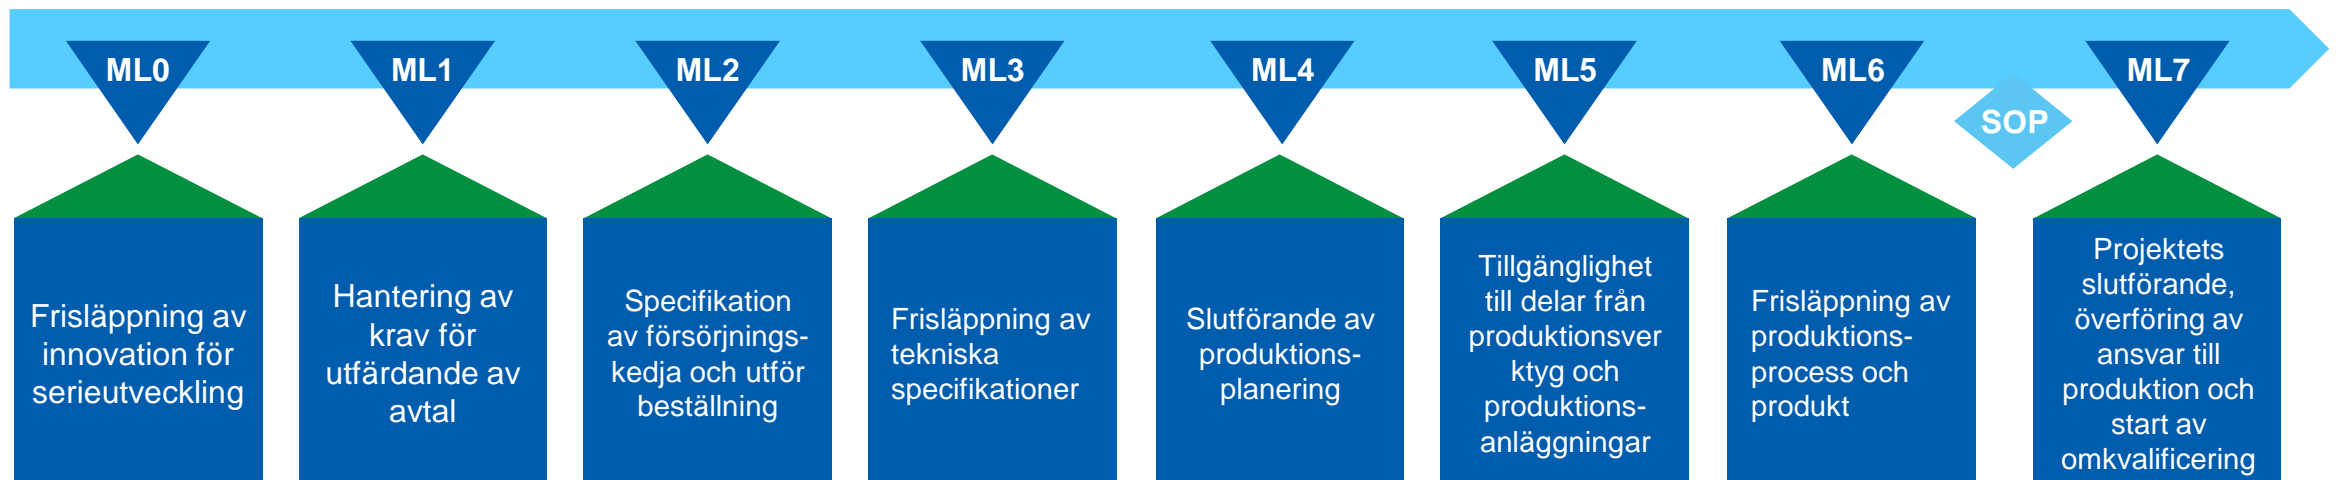 ML0
ML1
ML2
ML3
ML4
ML5
ML6
SOP
ML7
Frisläppning av
innovation för
serieutveckling
Hantering av
krav för
utfärdande av
avtal
Specifikation
av försörjnings-
kedja och utför
beställning
Frisläppning av
tekniska
specifikationer
Slutförande av
produktions-
planering
Tillgänglighet
till delar från
produktionsver
ktyg och
produktions-
anläggningar
Frisläppning av
produktions-
process och
produkt
Projektets
slutförande,
överföring av
ansvar till
produktion och
start av
omkvalificering